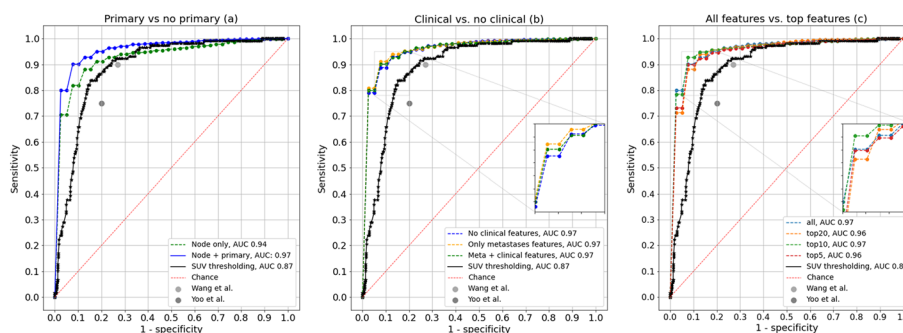 Primary vs no primary (a)
Sensitivity
1.0
0.9
0.8
0.7
0.6
0.5
0.4
0.3
0.2
0.1
0.0
Node only, AUC 0.94
Node + primary, AUC: 0.97
SUV thresholding, AUC 0.87
Chance
Wang et al.
Yoo et al.
0.0 0.1 0.2 0.3 0.4 0.5 0.6 0.7 0.8 0.9 1.0
1 - specificity
Clinical vs. no clinical (b)
Sensitivity
1.0
0.9
0.8
0.7
0.6
0.5
0.4
0.3
0.2
0.1
0.0
No clinical features, AUC 0.97
Only metastases features, AUC 0.97
Meta + clinical features, AUC 0.97
SUV thresholding, AUC 0.87
Chance
Wang et al.
Yoo et al.
0.0 0.1 0.2 0.3 0.4 0.5 0.6 0.7 0.8 0.9 1.0
1 - specificity
All features vs. top features (c)
Sensitivity
1.0
0.9
0.8
0.7
0.6
0.5
0.4
0.3
0.2
0.1
0.0
all, AUC 0.97
top20, AUC 0.96
top10, AUC 0.97
top5, AUC 0.96
SUV thresholding, AUC 0.8
Chance
Wang et al.
Yoo et al.
0.0 0.1 0.2 0.3 0.4 0.5 0.6 0.7 0.8 0.9 1.0
1 - specificity